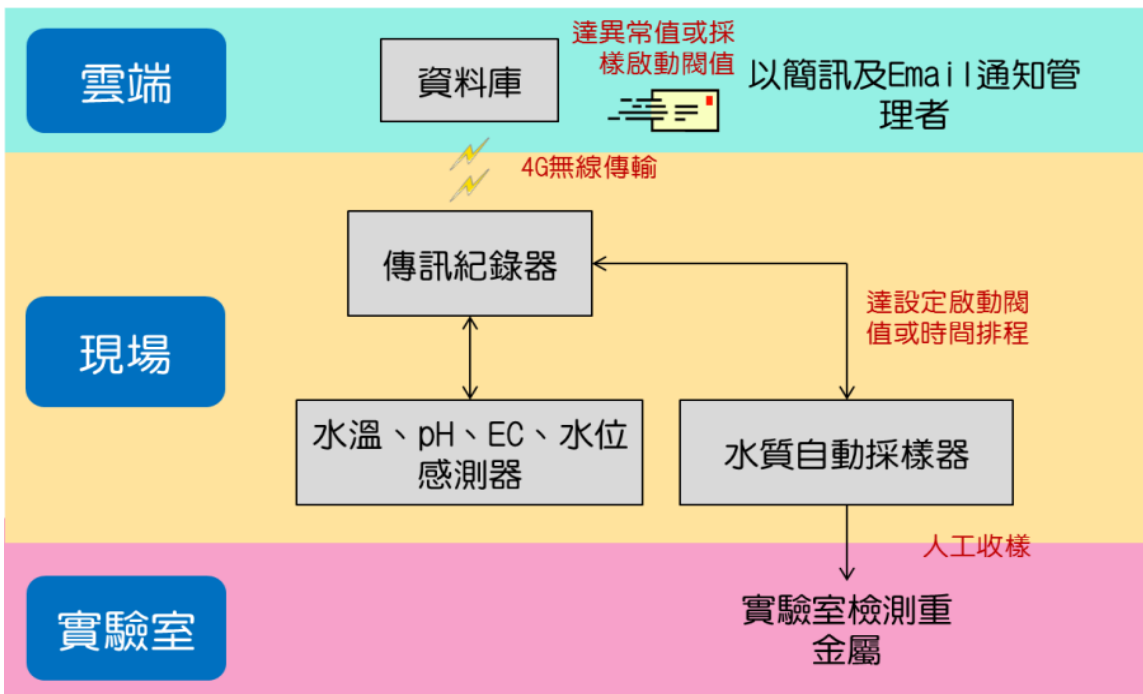 雲端
資料庫
達異常值或採
樣啟動閥值
以簡訊及Email通知管
理者
4G無線傳輸
現場
傳訊紀錄器
達設定啟動閥
值或時間排程
水溫、pH、EC、水位
感測器
水質自動採樣器
人工收樣
實驗室
實驗室檢測重
金屬